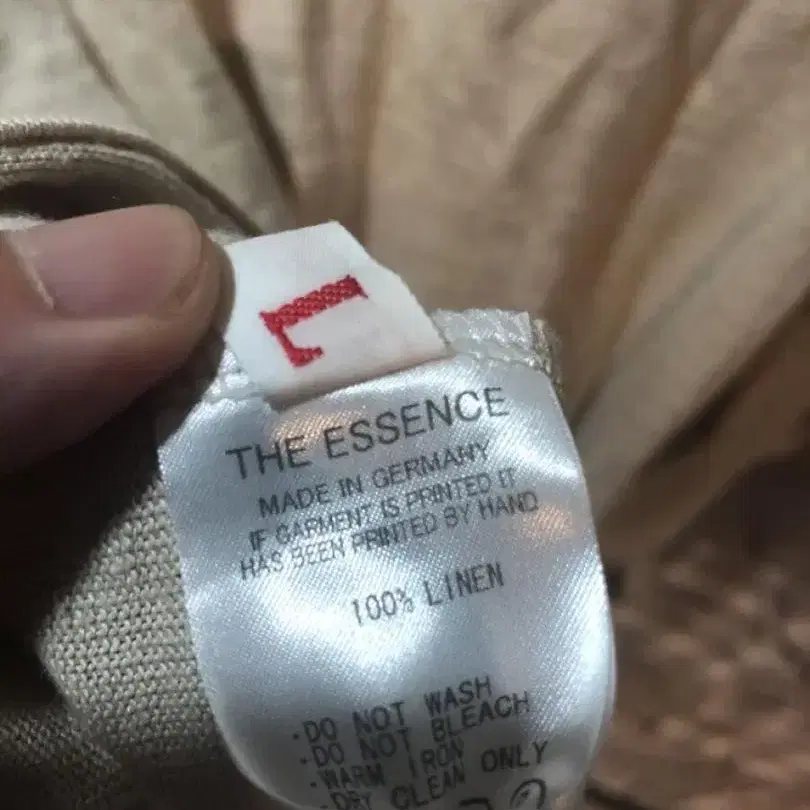 L
THE ESSENCE
MADE IN GERMANY
IF GARMENT IS PRINTED IT
HAS BEEN PRINTED BY HAND
100% LINEN
·DO NOT WASH
·DO NOT BLEACH
·WARM IRON
·DRY CLEAN ONLY